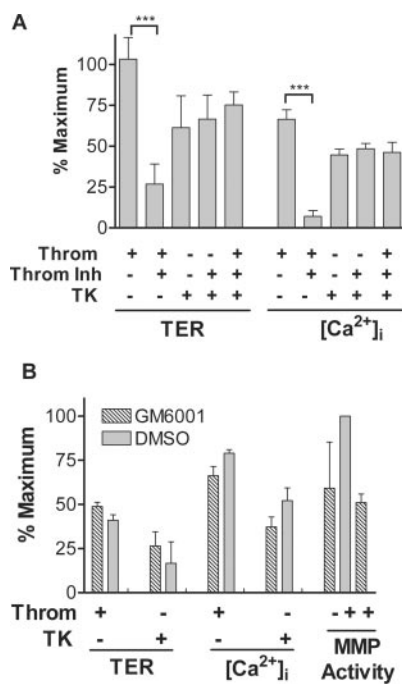 A
***
***
% Maximum
100
75
50
25
0
Throm + + - - + + + - - +
Throm Inh - + - + + - + - + +
TK - - + + + - - + + +
TER [Ca²⁺]ᵢ
B
GM6001
DMSO
% Maximum
100
75
50
25
0
Throm + - + - - + +
TK - + - +
TER [Ca²⁺]ᵢ MMP
Activity